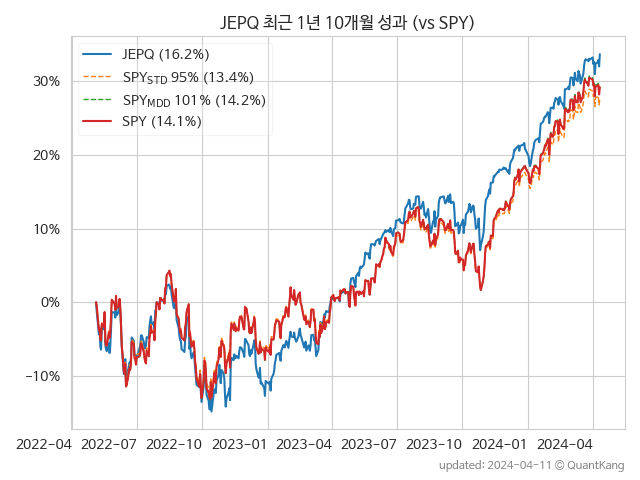 JEPQ 최근 1년 10개월 성과 (vs SPY)
JEPQ (16.2%)
SPY_STD 95% (13.4%)
SPY_MDD 101% (14.2%)
SPY (14.1%)
30%
20%
10%
0%
−10%
2022−04 2022−07 2022−10 2023−01 2023−04 2023−07 2023−10 2024−01 2024−04
updated: 2024-04-11 © QuantKang